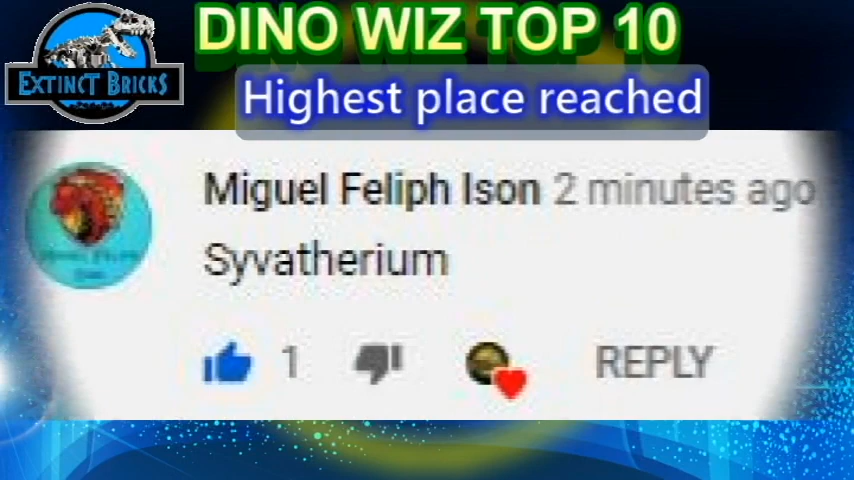 DINO WIZ TOP 10
EXTINCT BRICKS
Highest place reached
Miguel Feliph Ison 2 minutes ago
Syvatherium
1
REPLY